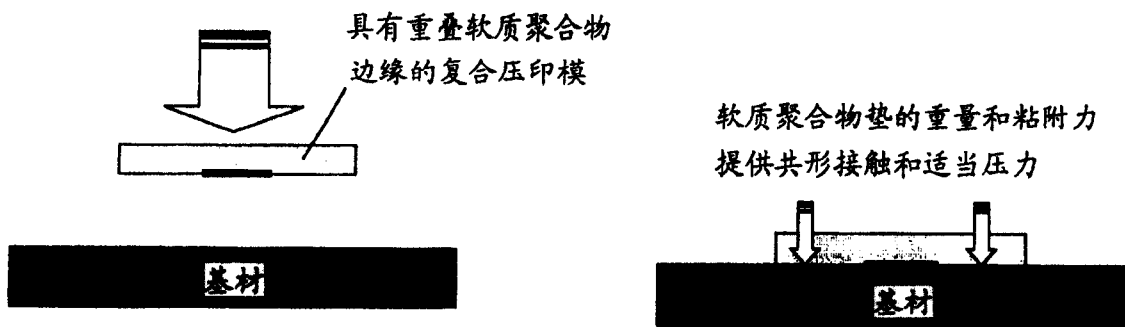 具有重叠软质聚合物
边缘的复合压印模
基材
软质聚合物垫的重量和粘附力
提供共形接触和适当压力
基材